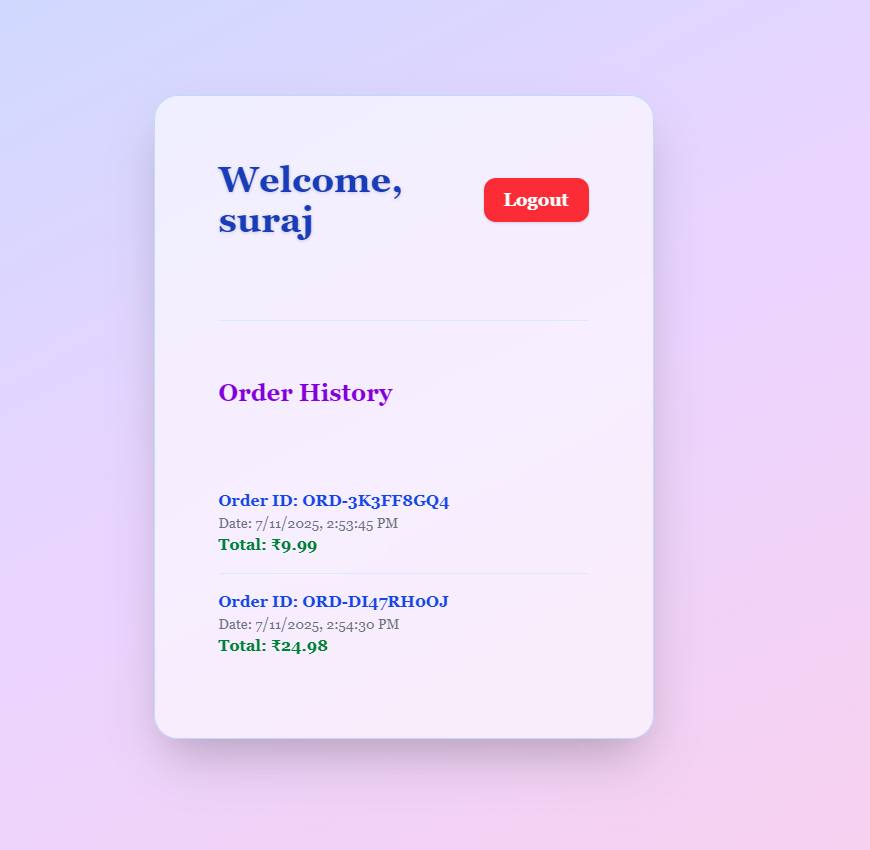 Welcome,
suraj
Logout
Order History
Order ID: ORD-3K3FF8GQ4
Date: 7/11/2025, 2:53:45 PM
Total: ₹9.99
Order ID: ORD-DI47RH0OJ
Date: 7/11/2025, 2:54:30 PM
Total: ₹24.98